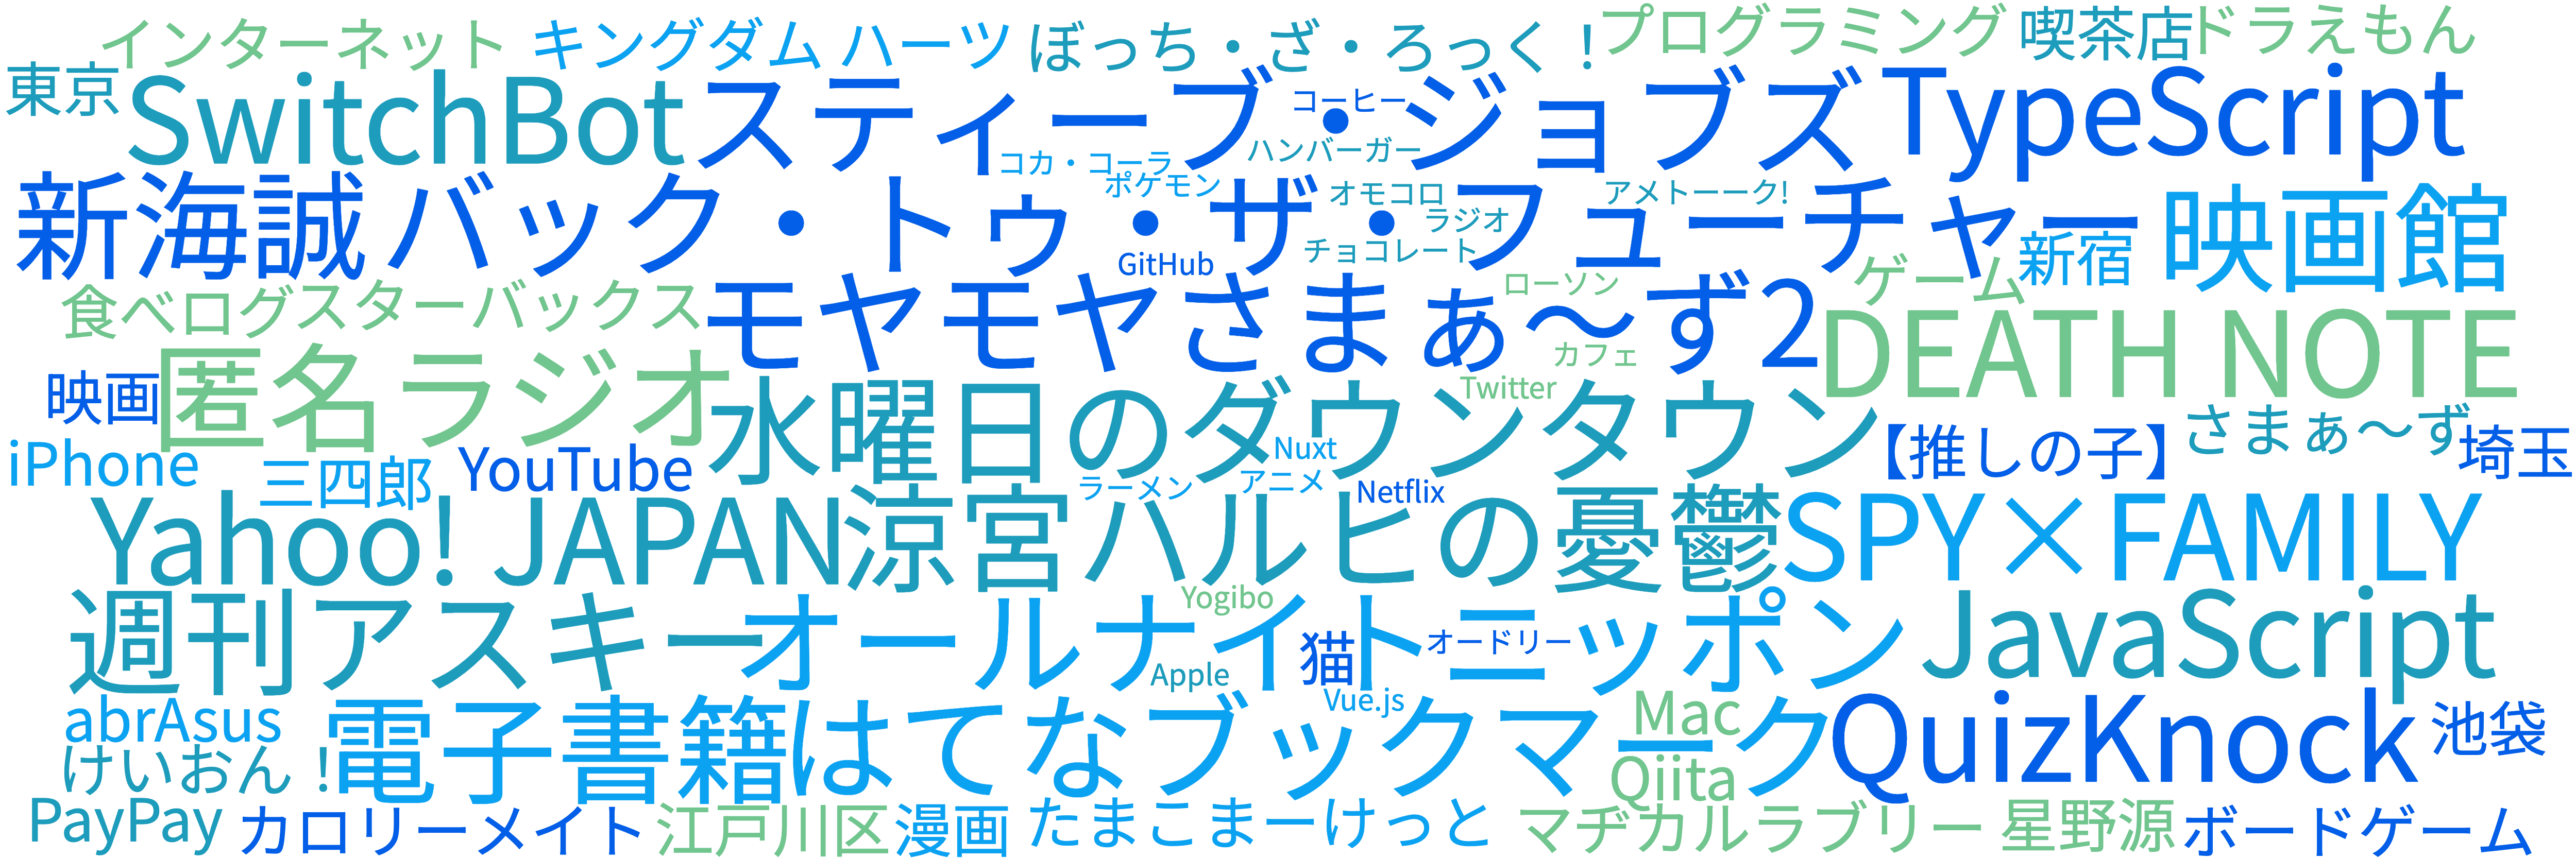 インターネット
キングダム ハーツ
ぼっち・ざ・ろっく！
プログラミング
喫茶店
ドラえもん
東京
SwitchBot
スティーブ・ジョブズ
コーヒー
TypeScript
ハンバーガー
コカ・コーラ
新海誠
バック・トゥ・ザ・フューチャー
ポケモン
オモコロ
アメトーーク!
ラジオ
チョコレート
GitHub
新宿
映画館
食べログ
スターバックス
モヤモヤさまぁ〜ず2
ローソン
ゲーム
カフェ
DEATH NOTE
映画
匿名ラジオ
水曜日のダウンタウン
Twitter
さまぁ〜ず
iPhone
三四郎
YouTube
Nuxt
【推しの子】
埼玉
ラーメン
アニメ
Netflix
Yahoo! JAPAN
涼宮ハルヒの憂鬱
SPY×FAMILY
週刊アスキー
オールナイトニッポン
Yogibo
JavaScript
猫
オードリー
Apple
abrAsus
電子書籍
はてなブックマーク
Vue.js
Mac
QuizKnock
池袋
けいおん！
Qiita
PayPay
カロリーメイト
江戸川区
漫画
たまこまーけっと
マヂカルラブリー
星野源
ボードゲーム